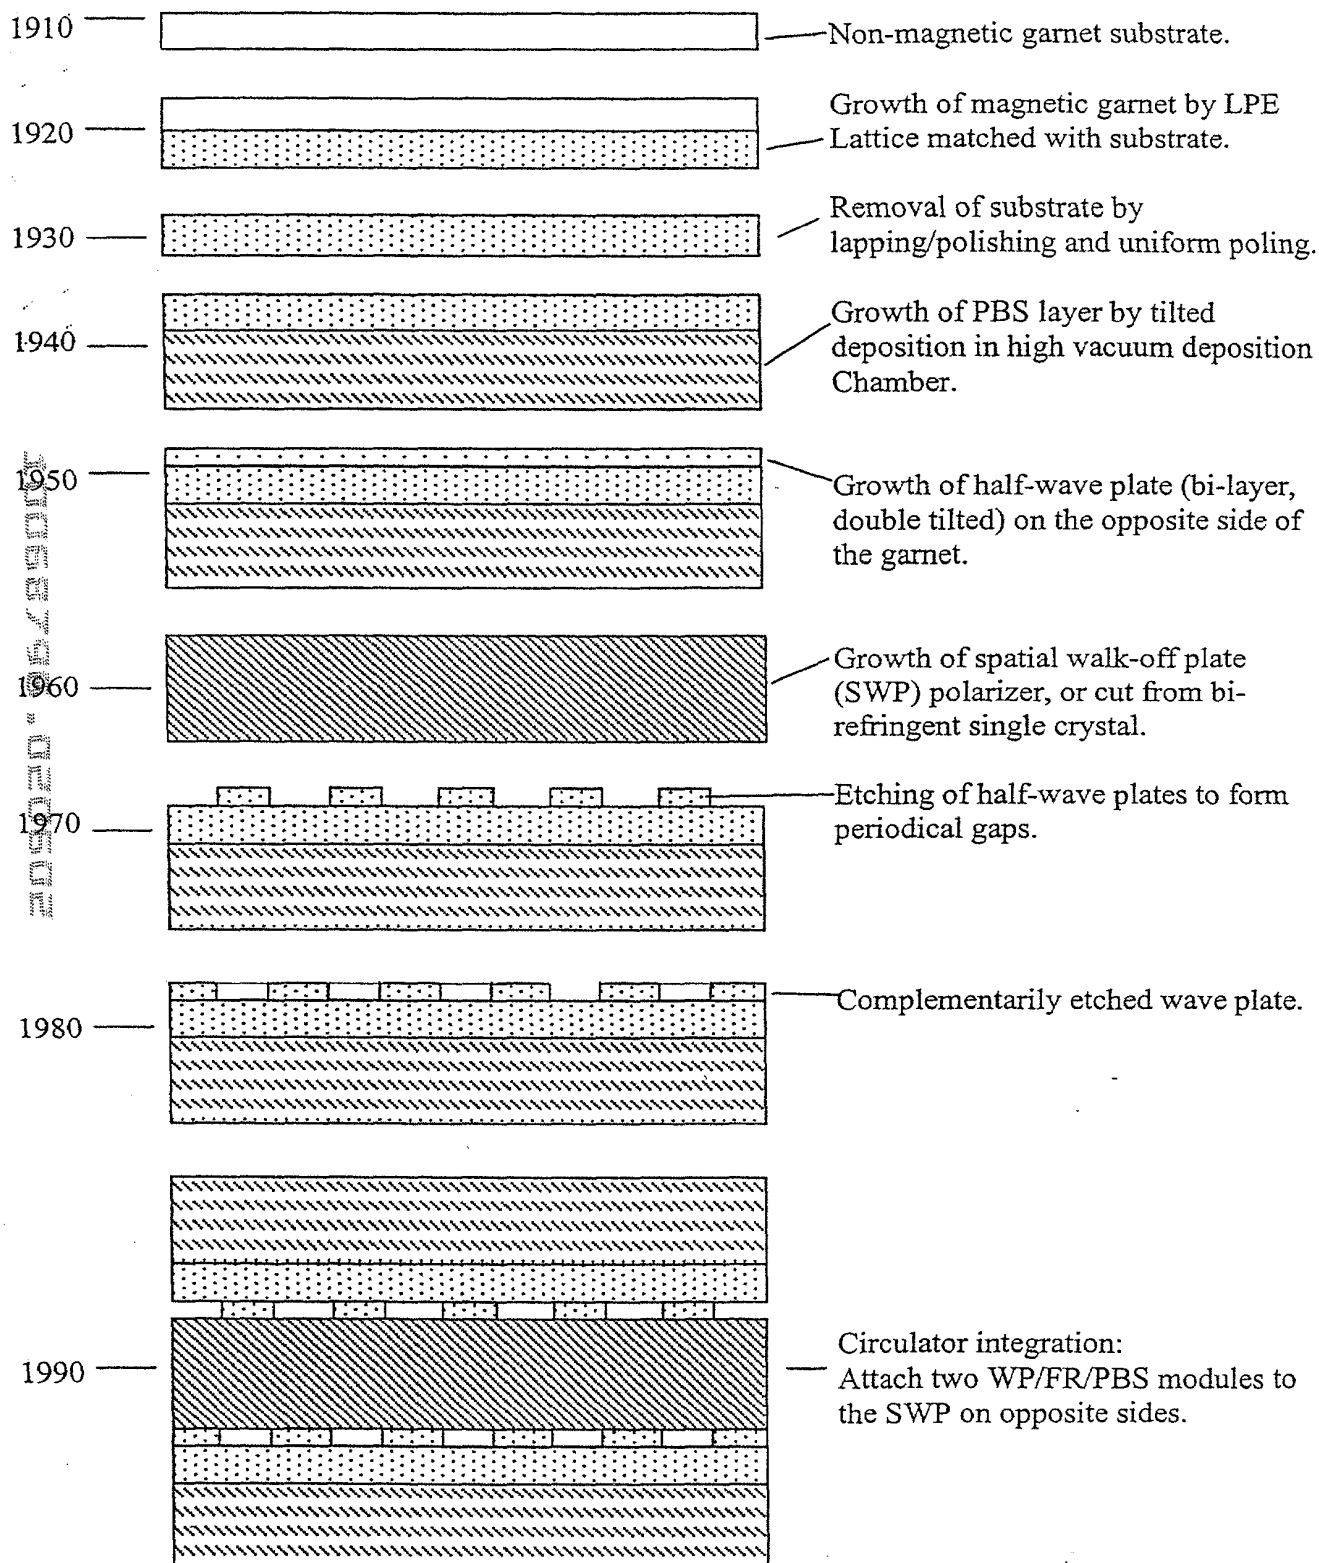 1910
Non-magnetic garnet substrate.
1920
Growth of magnetic garnet by LPE
Lattice matched with substrate.
1930
Removal of substrate by
lapping/polishing and uniform poling.
1940
Growth of PBS layer by tilted
deposition in high vacuum deposition
Chamber.
1950
Growth of half-wave plate (bi-layer,
double tilted) on the opposite side of
the garnet.
1960
Growth of spatial walk-off plate
(SWP) polarizer, or cut from bi-
refringent single crystal.
1970
Etching of half-wave plates to form
periodical gaps.
1980
Complementarily etched wave plate.
1990
Circulator integration:
Attach two WP/FR/PBS modules to
the SWP on opposite sides.